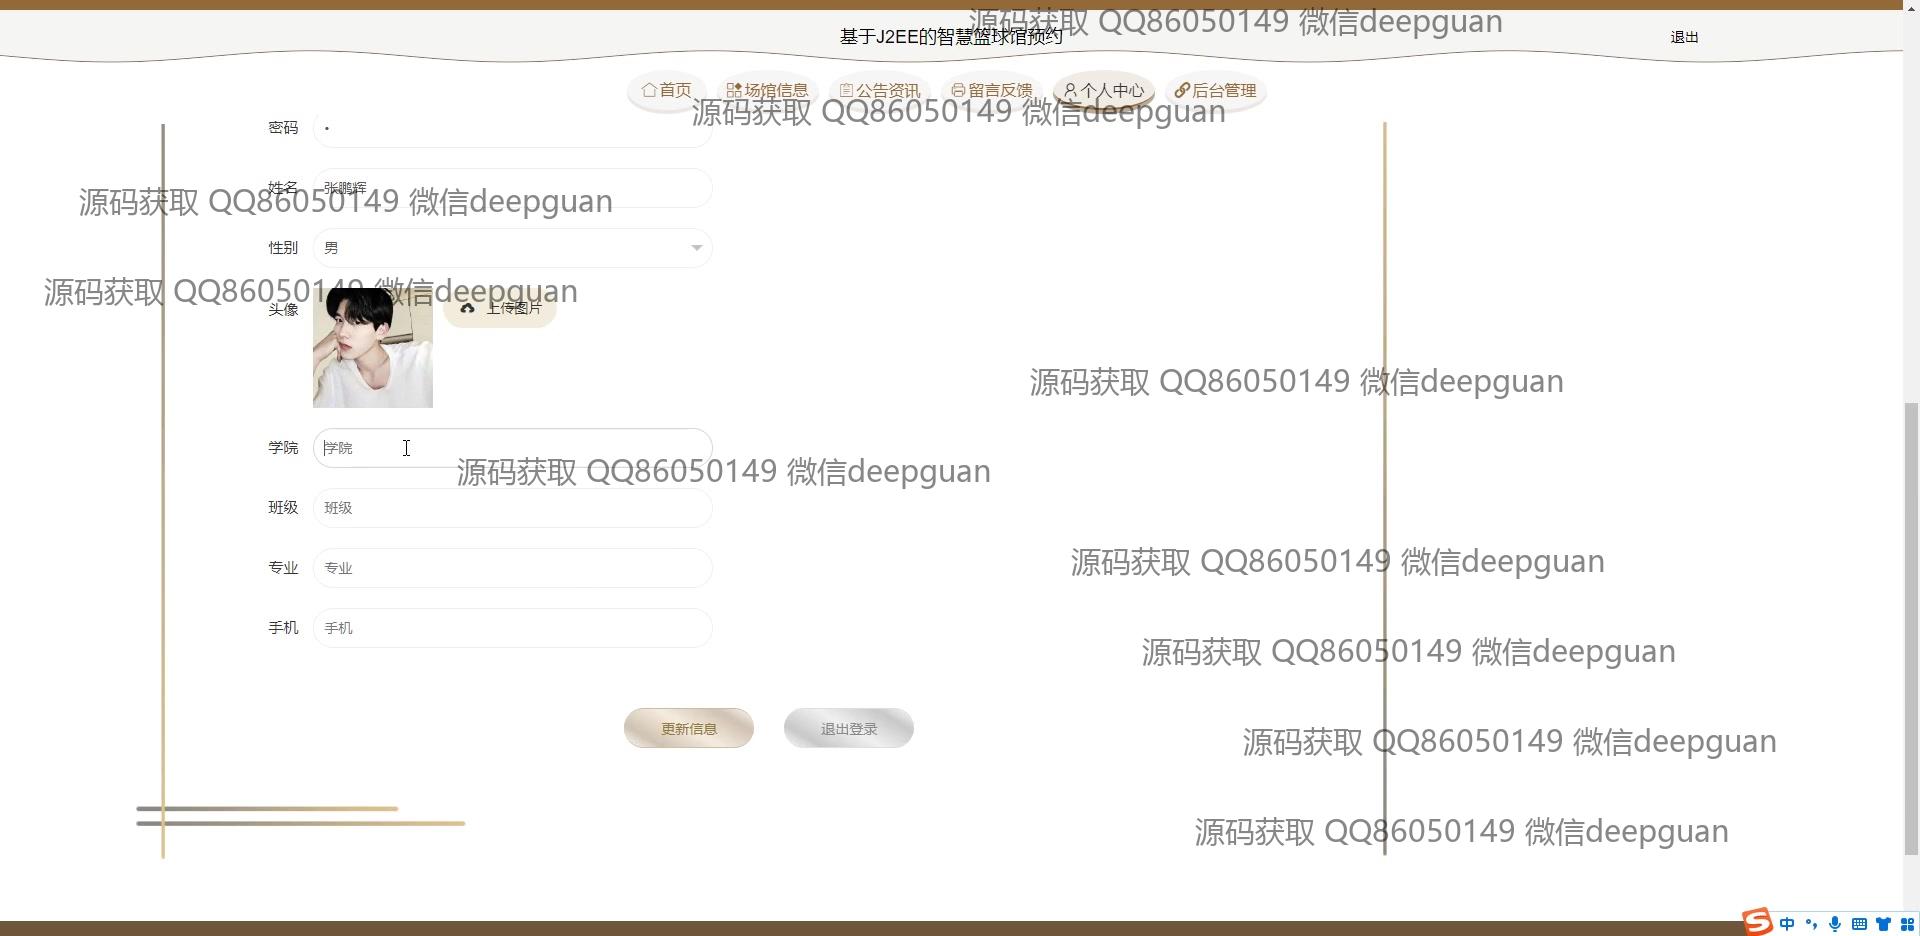 源码获取 QQ86050149 微信deepguan
基于J2EE的智慧篮球馆预约
退出
首页
场馆信息
公告资讯
留言反馈
个人中心
后台管理
源码获取 QQ86050149 微信deepguan
密码
姓名 张鹏辉
源码获取 QQ86050149 微信deepguan
性别 男
源码获取 QQ86050149 微信deepguan
头像
上传图片
源码获取 QQ86050149 微信deepguan
学院 学院
源码获取 QQ86050149 微信deepguan
班级 班级
专业 专业
源码获取 QQ86050149 微信deepguan
手机 手机
源码获取 QQ86050149 微信deepguan
更新信息
退出登录
源码获取 QQ86050149 微信deepguan
源码获取 QQ86050149 微信deepguan
S 中